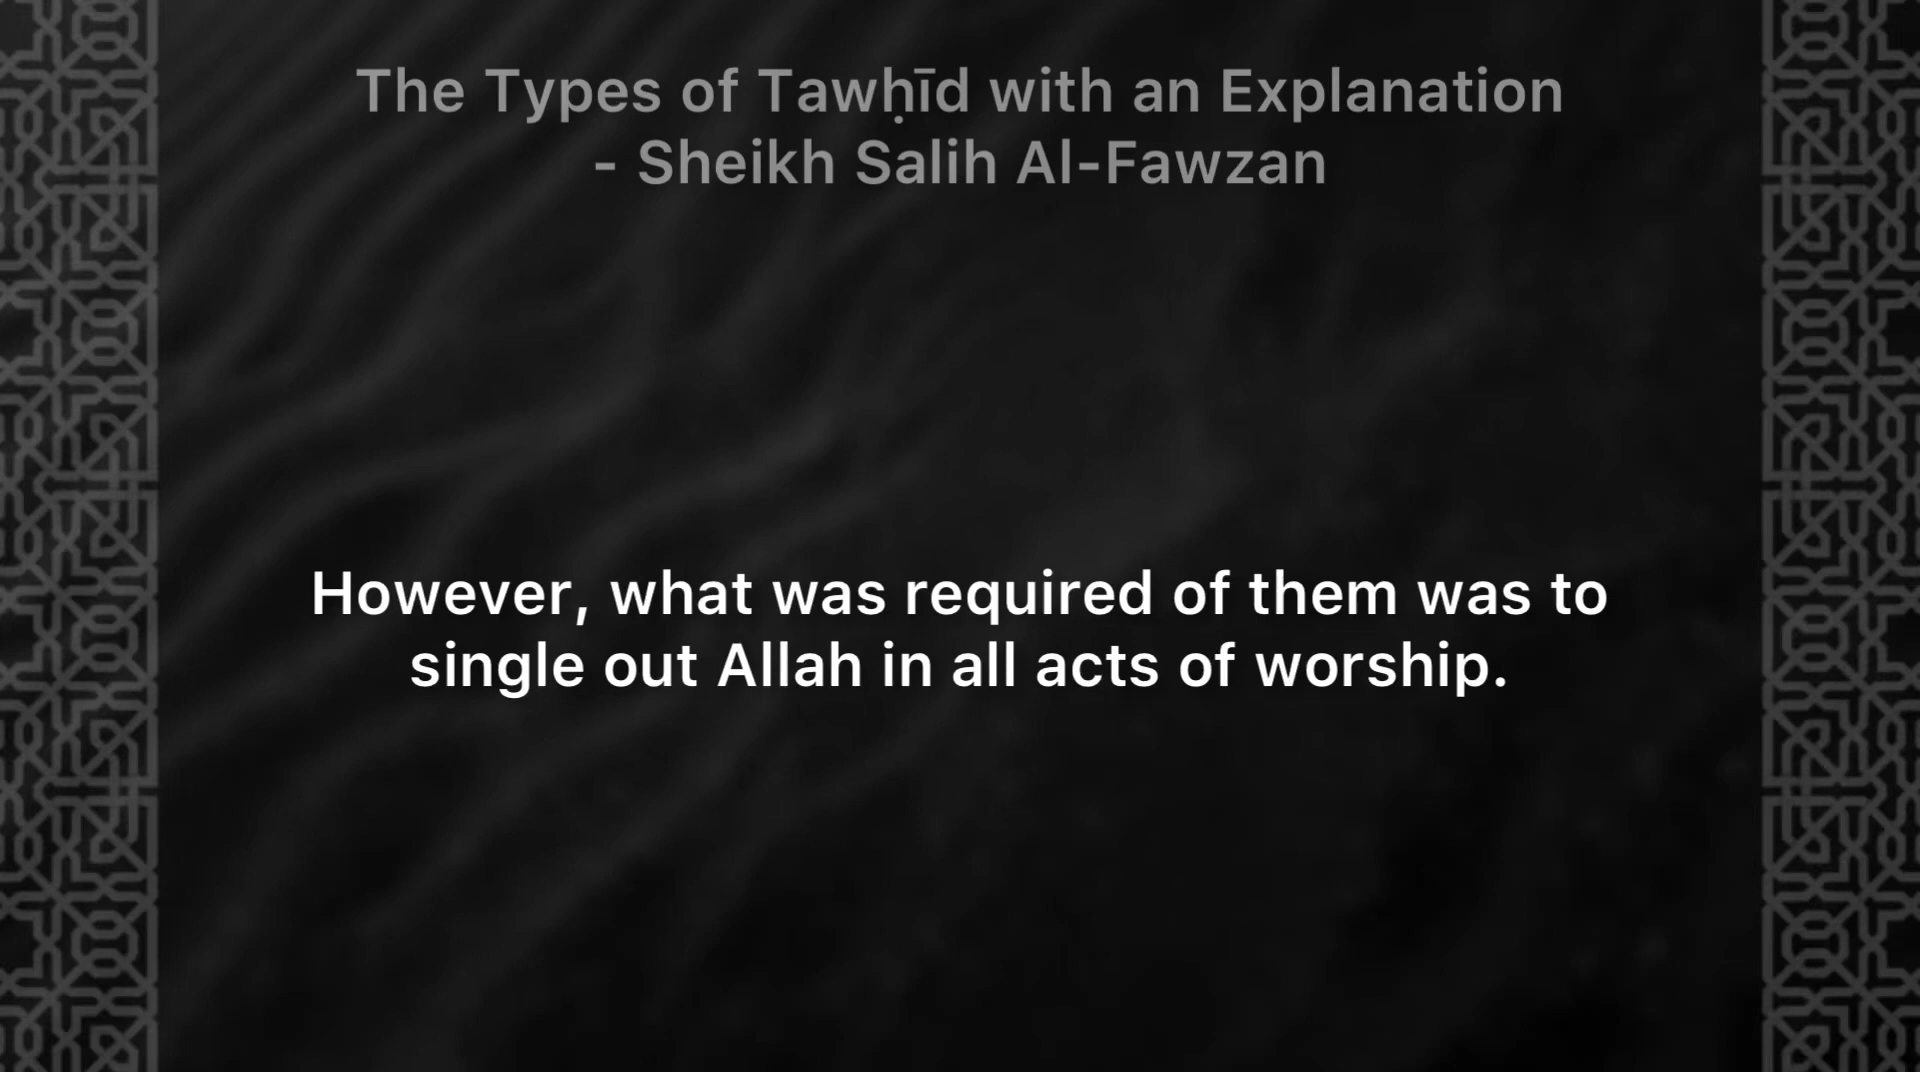 The Types of Tawḥīd with an Explanation
- Sheikh Salih Al-Fawzan
However, what was required of them was to
single out Allah in all acts of worship.